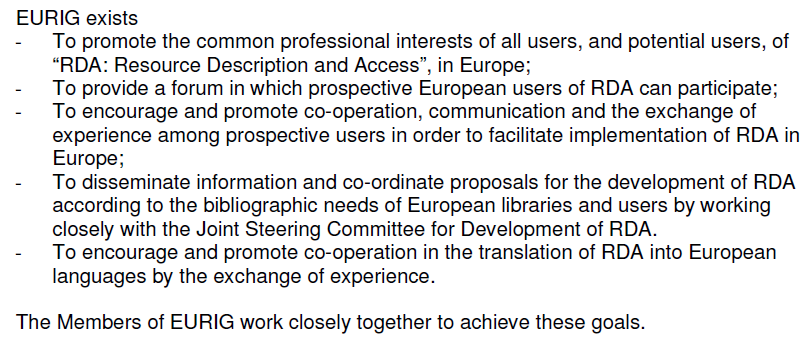 EURIG exists
- To promote the common professional interests of all users, and potential users, of
“RDA: Resource Description and Access”, in Europe;
- To provide a forum in which prospective European users of RDA can participate;
- To encourage and promote co-operation, communication and the exchange of
experience among prospective users in order to facilitate implementation of RDA in
Europe;
- To disseminate information and co-ordinate proposals for the development of RDA
according to the bibliographic needs of European libraries and users by working
closely with the Joint Steering Committee for Development of RDA.
- To encourage and promote co-operation in the translation of RDA into European
languages by the exchange of experience.
The Members of EURIG work closely together to achieve these goals.